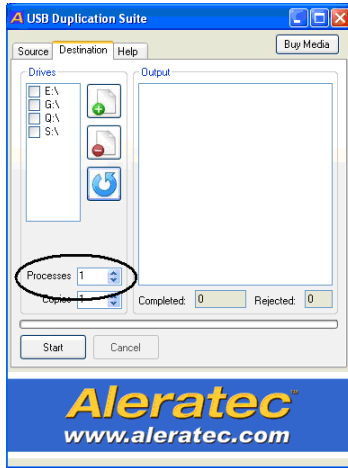 A USB Duplication Suite
Source Destination Help Buy Media
Drives Output
E:\
G:\
Q:\
S:\
Processes 1
Copies 1 Completed: 0 Rejected: 0
Start Cancel
Aleratec™
www.aleratec.com